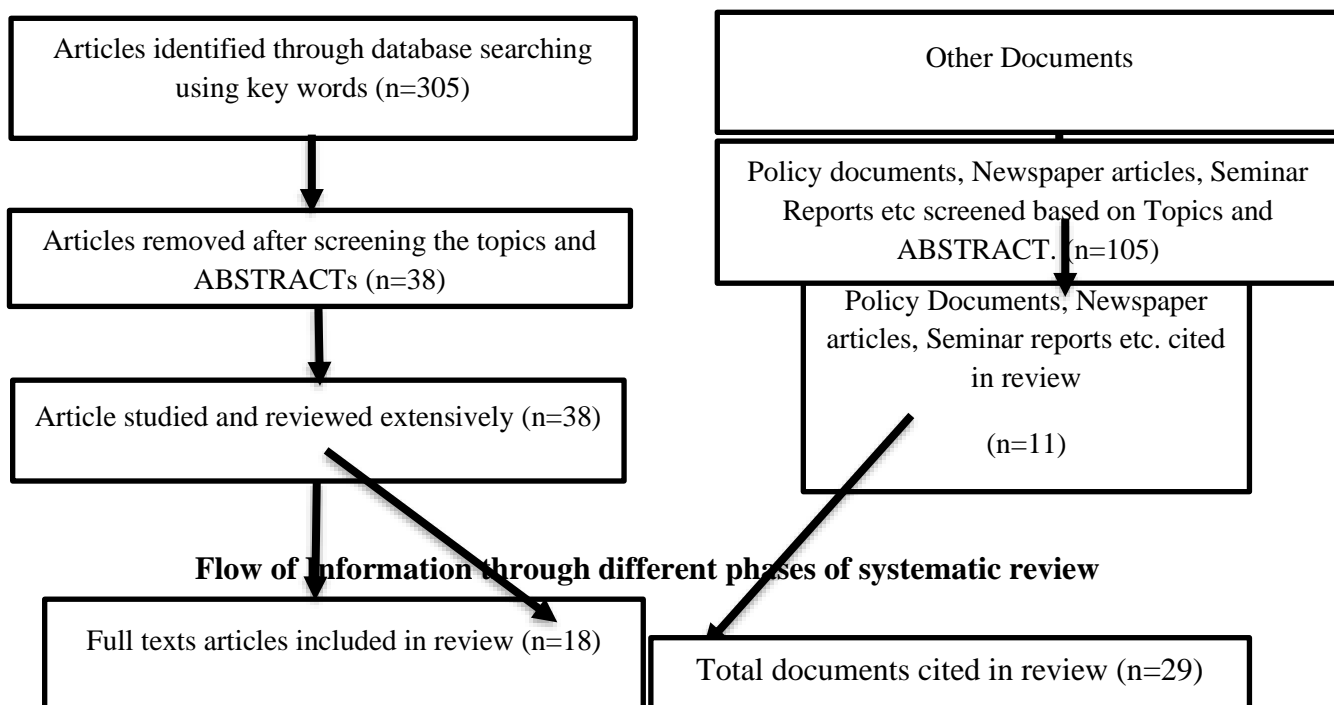 Articles identified through database searching
using key words (n=305)
Other Documents
Articles removed after screening the topics and
ABSTRACTs (n=38)
Policy documents, Newspaper articles, Seminar
Reports etc screened based on Topics and
ABSTRACT. (n=105)
Article studied and reviewed extensively (n=38)
Policy Documents, Newspaper
articles, Seminar reports etc. cited
in review
(n=11)
Flow of Information through different phases of systematic review
Full texts articles included in review (n=18)
Total documents cited in review (n=29)